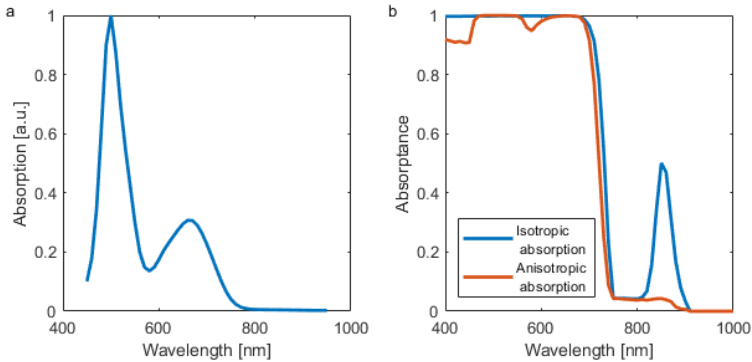 a
Absorption [a.u.]
1
0.8
0.6
0.4
0.2
0
400
600
800
1000
Wavelength [nm]
b
Absorptance
1
0.8
0.6
0.4
0.2
0
Isotropic
absorption
Anisotropic
absorption
400
600
800
1000
Wavelength [nm]